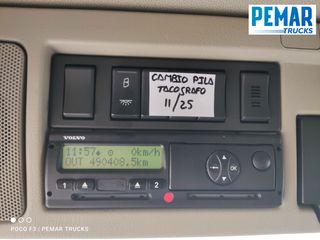 PEMAR
TRUCKS
8
CAMBIO PILA
TACOGRAFO
11/25
VOLVO
11:57 0km/h
OUT 490408.5km
1
2
OK
POCO F3 / PEMAR TRUCKS